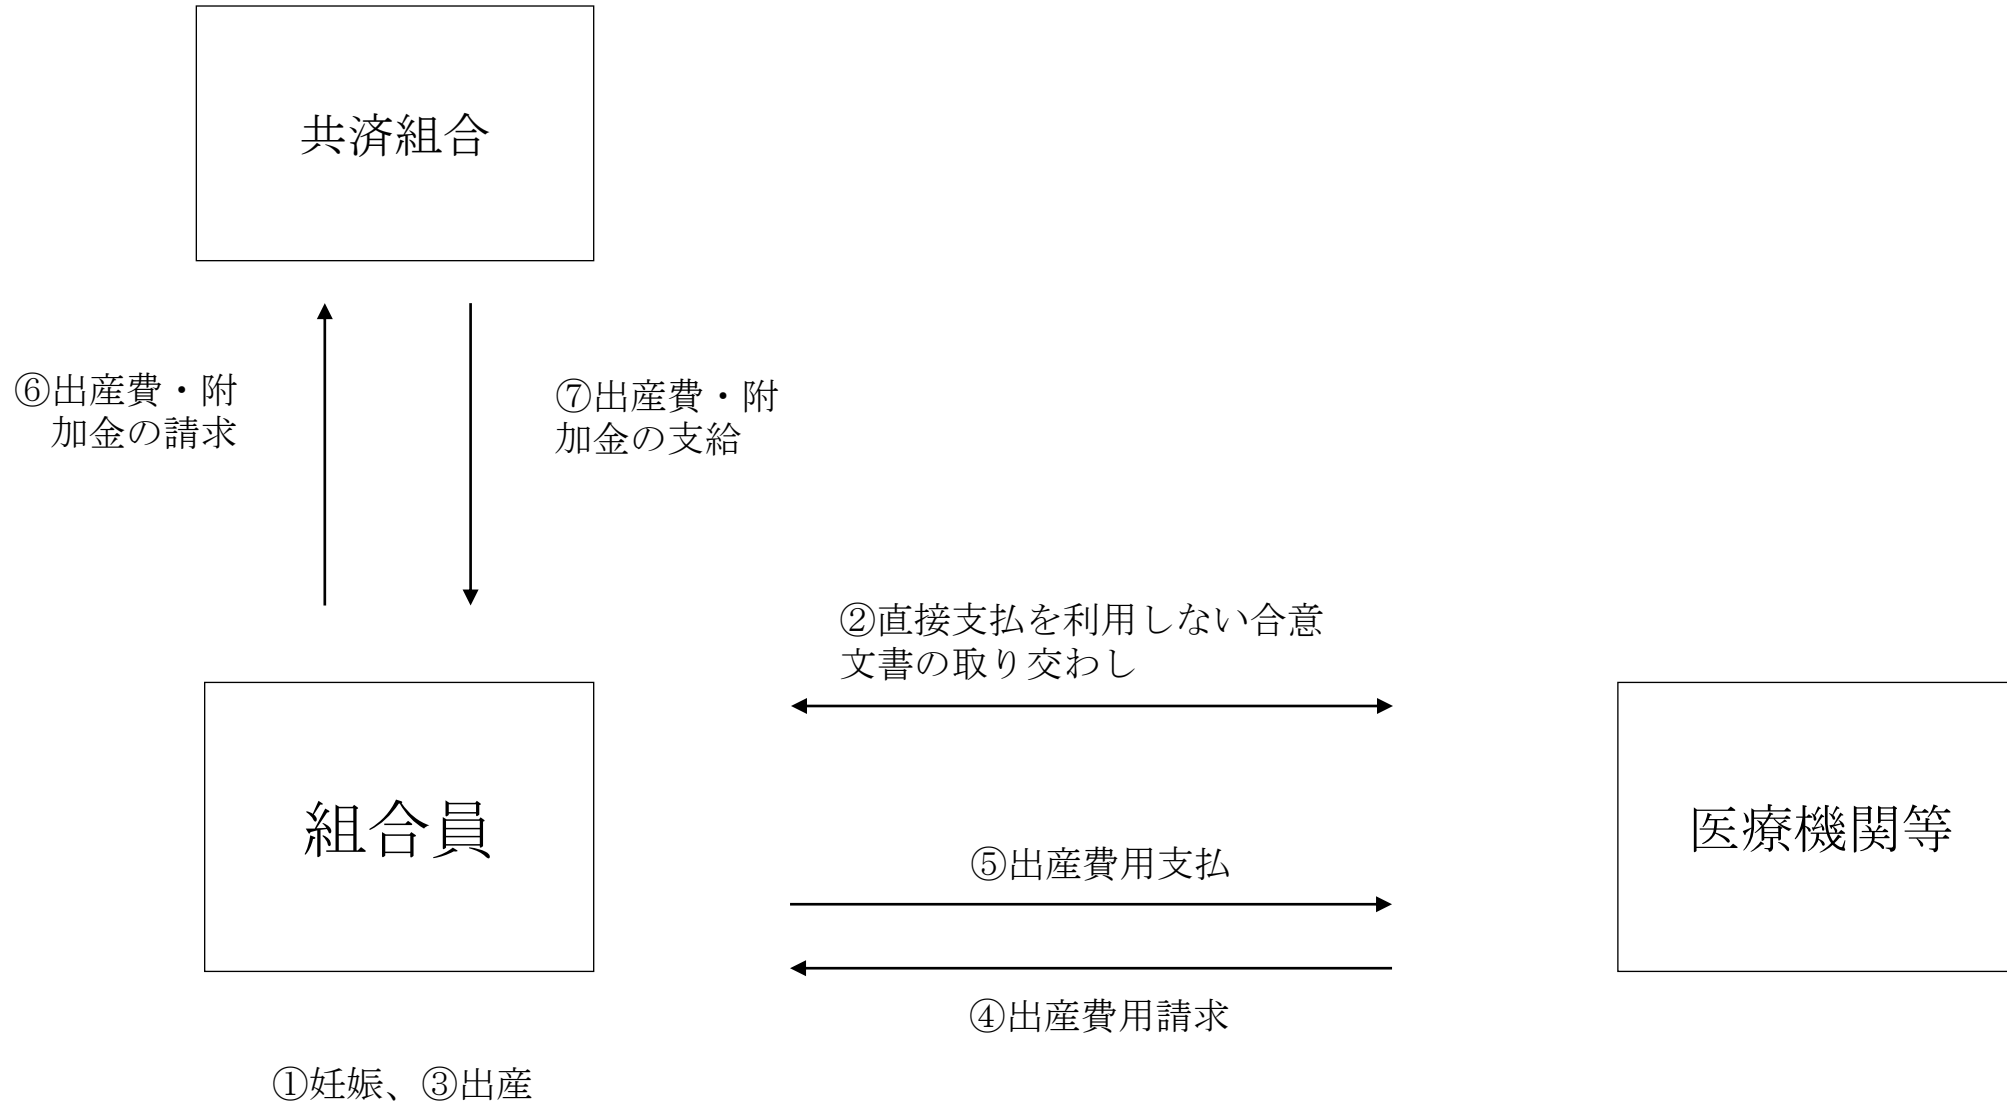 共済組合
⑥出産費・附
加金の請求
⑦出産費・附
加金の支給
②直接支払を利用しない合意
文書の取り交わし
組合員
医療機関等
⑤出産費用支払
④出産費用請求
①妊娠、③出産